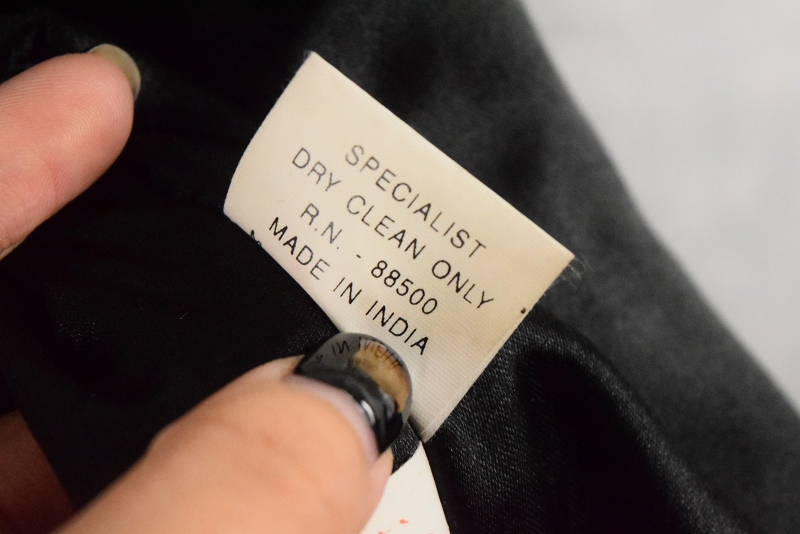 SPECIALIST
DRY CLEAN ONLY
R.N. - 88500
MADE IN INDIA